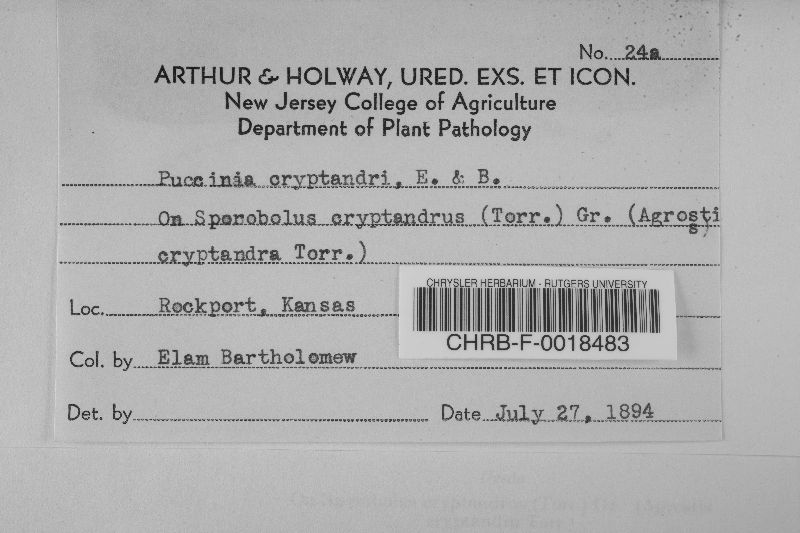 No. 24a
ARTHUR & HOLWAY, URED. EXS. ET ICON.
New Jersey College of Agriculture
Department of Plant Pathology
Puccinia cryptandri, E. & B.
On Sporobolus cryptandrus (Torr.) Gr. (Agrostis
cryptandra Torr.)
Loc. Rockport, Kansas
CHRYSLER HERBARIUM - RUTGERS UNIVERSITY
CHRB-F-0018483
Col. by Elam Bartholomew
Det. by
Date July 27, 1894